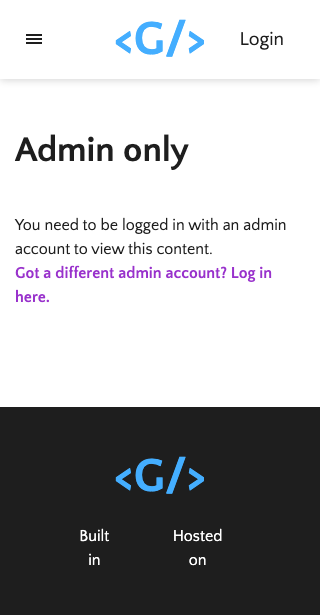 <G/>
Login
Admin only
You need to be logged in with an admin
account to view this content.
Got a different admin account? Log in
here.
<G/>
Built
in
Hosted
on